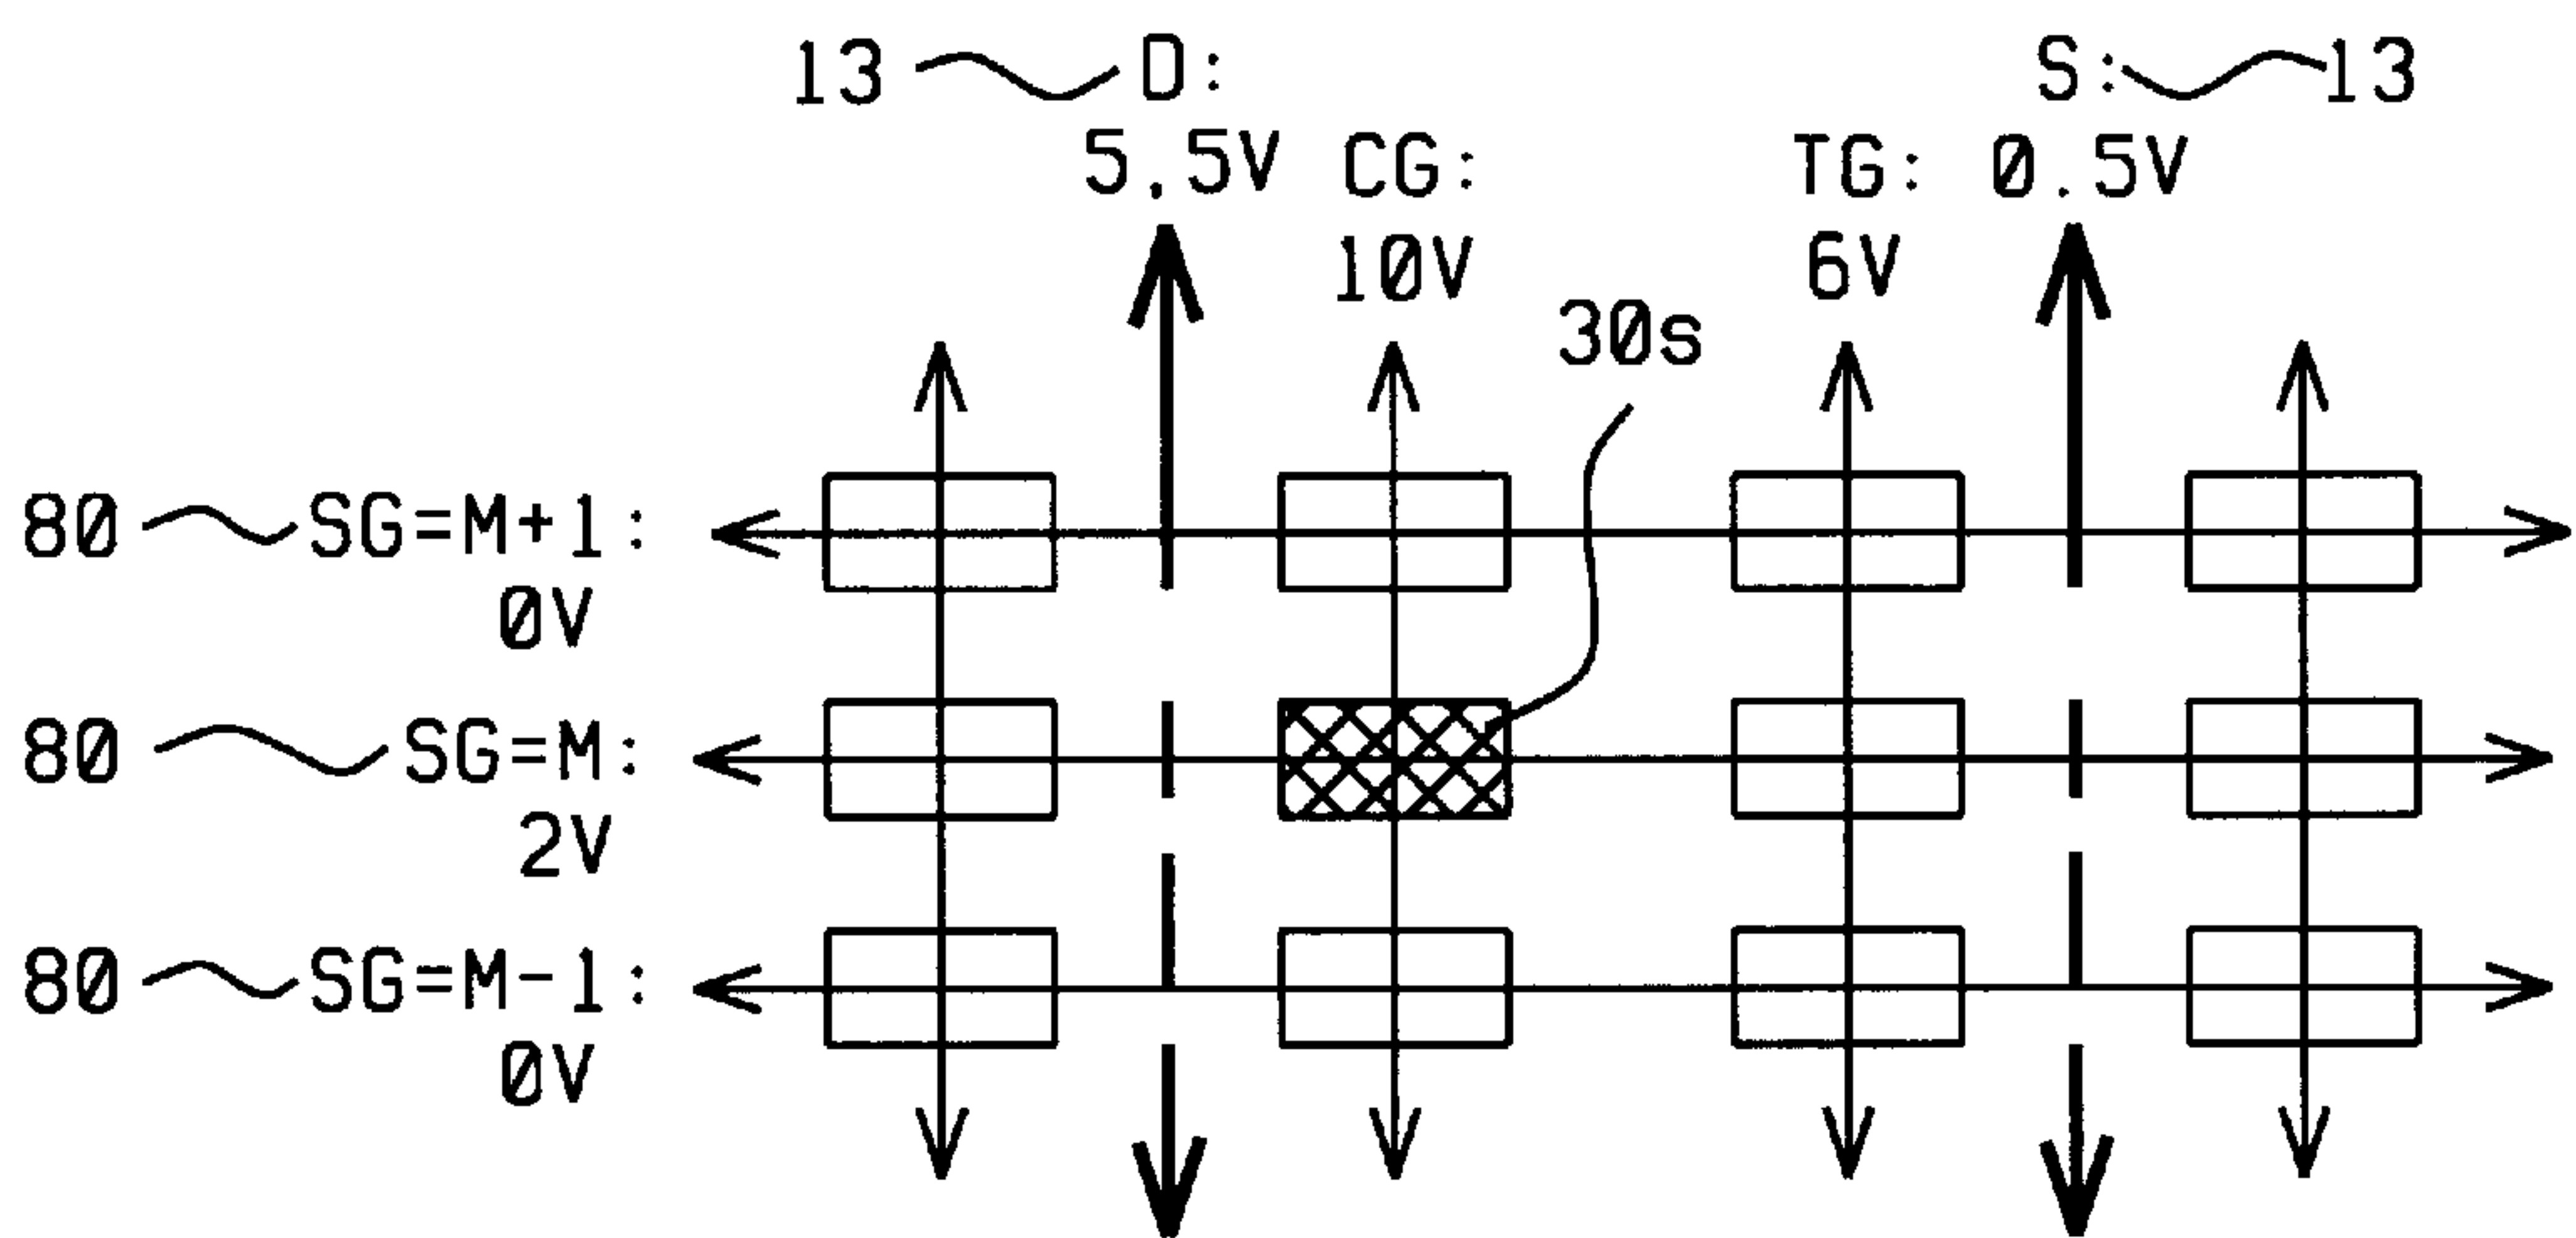 13 D: S: 13
5.5V CG: TG: 0.5V
10V 6V
30s
80 SG=M+1:
0V
80 SG=M:
2V
80 SG=M-1:
0V